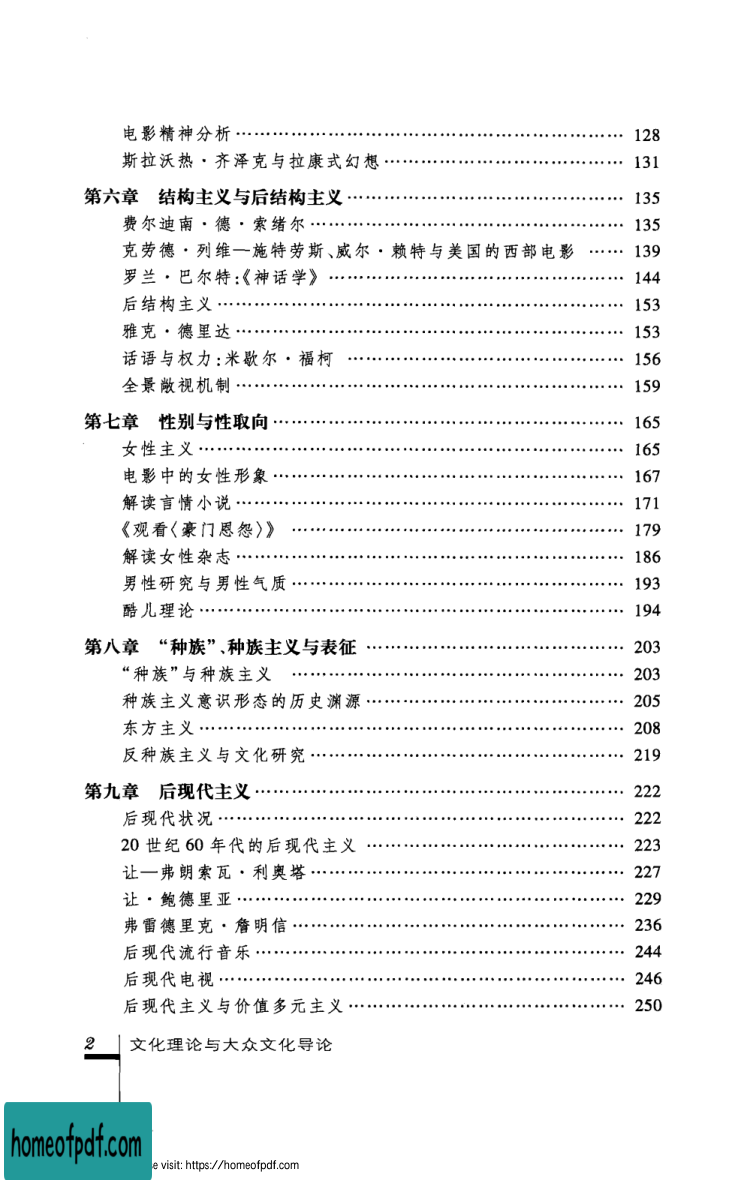 电影精神分析 …………………………………………………… 128
斯拉沃热·齐泽克与拉康式幻想 ………………………………… 131
第六章 结构主义与后结构主义 ……………………………………… 135
费尔迪南·德·索绪尔 …………………………………………… 135
克劳德·列维—施特劳斯、威尔·赖特与美国的西部电影 …… 139
罗兰·巴尔特:《神话学》 ………………………………………… 144
后结构主义 ………………………………………………………… 153
雅克·德里达 ……………………………………………………… 153
话语与权力:米歇尔·福柯 ……………………………………… 156
全景敞视机制 ……………………………………………………… 159
第七章 性别与性取向 ………………………………………………… 165
女性主义 …………………………………………………………… 165
电影中的女性形象 ………………………………………………… 167
解读言情小说 ……………………………………………………… 171
《观看〈豪门恩怨〉》 ……………………………………………… 179
解读女性杂志 ……………………………………………………… 186
男性研究与男性气质 ……………………………………………… 193
酷儿理论 …………………………………………………………… 194
第八章 “种族”、种族主义与表征 …………………………………… 203
“种族”与种族主义 ……………………………………………… 203
种族主义意识形态的历史渊源 …………………………………… 205
东方主义 …………………………………………………………… 208
反种族主义与文化研究 …………………………………………… 219
第九章 后现代主义 …………………………………………………… 222
后现代状况 ………………………………………………………… 222
20 世纪 60 年代的后现代主义 …………………………………… 223
让—弗朗索瓦·利奥塔 …………………………………………… 227
让·鲍德里亚 ……………………………………………………… 229
弗雷德里克·詹明信 ……………………………………………… 236
后现代流行音乐 …………………………………………………… 244
后现代电视 ………………………………………………………… 246
后现代主义与价值多元主义 ……………………………………… 250
2 文化理论与大众文化导论
homeofpdf.com
e visit: https://homeofpdf.com